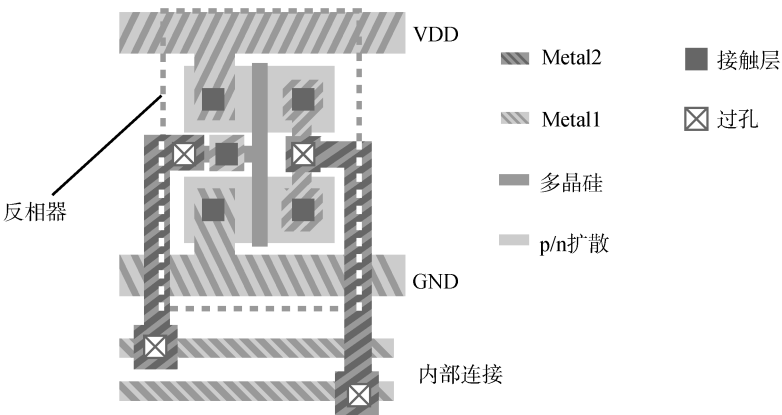 VDD
Metal2
接触层
Metal1
过孔
多晶硅
反相器
p/n扩散
GND
内部连接